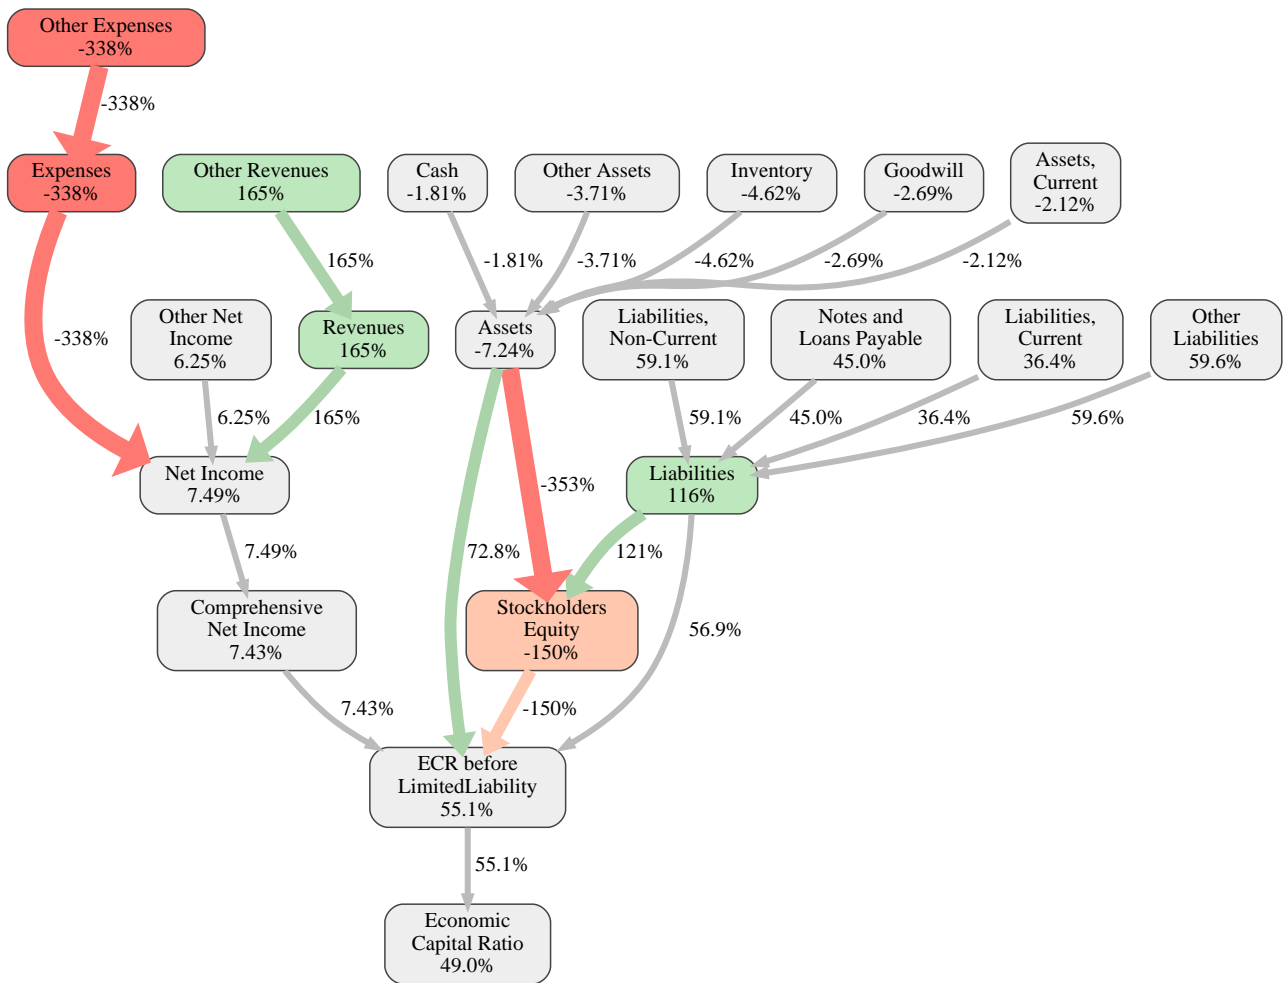 Other Expenses
-338%
-338%
Expenses
-338%
Other Revenues
165%
Cash
-1.81%
Other Assets
-3.71%
Inventory
-4.62%
Goodwill
-2.69%
Assets,
Current
-2.12%
165%
-1.81%
-3.71%
-4.62%
-2.69%
-2.12%
-338%
Other Net
Income
6.25%
Revenues
165%
Assets
-7.24%
Liabilities,
Non-Current
59.1%
Notes and
Loans Payable
45.0%
Liabilities,
Current
36.4%
Other
Liabilities
59.6%
6.25%
165%
59.1%
45.0%
36.4%
59.6%
Net Income
7.49%
-353%
Liabilities
116%
7.49%
72.8%
121%
Comprehensive
Net Income
7.43%
Stockholders
Equity
-150%
56.9%
7.43%
-150%
ECR before
LimitedLiability
55.1%
55.1%
Economic
Capital Ratio
49.0%